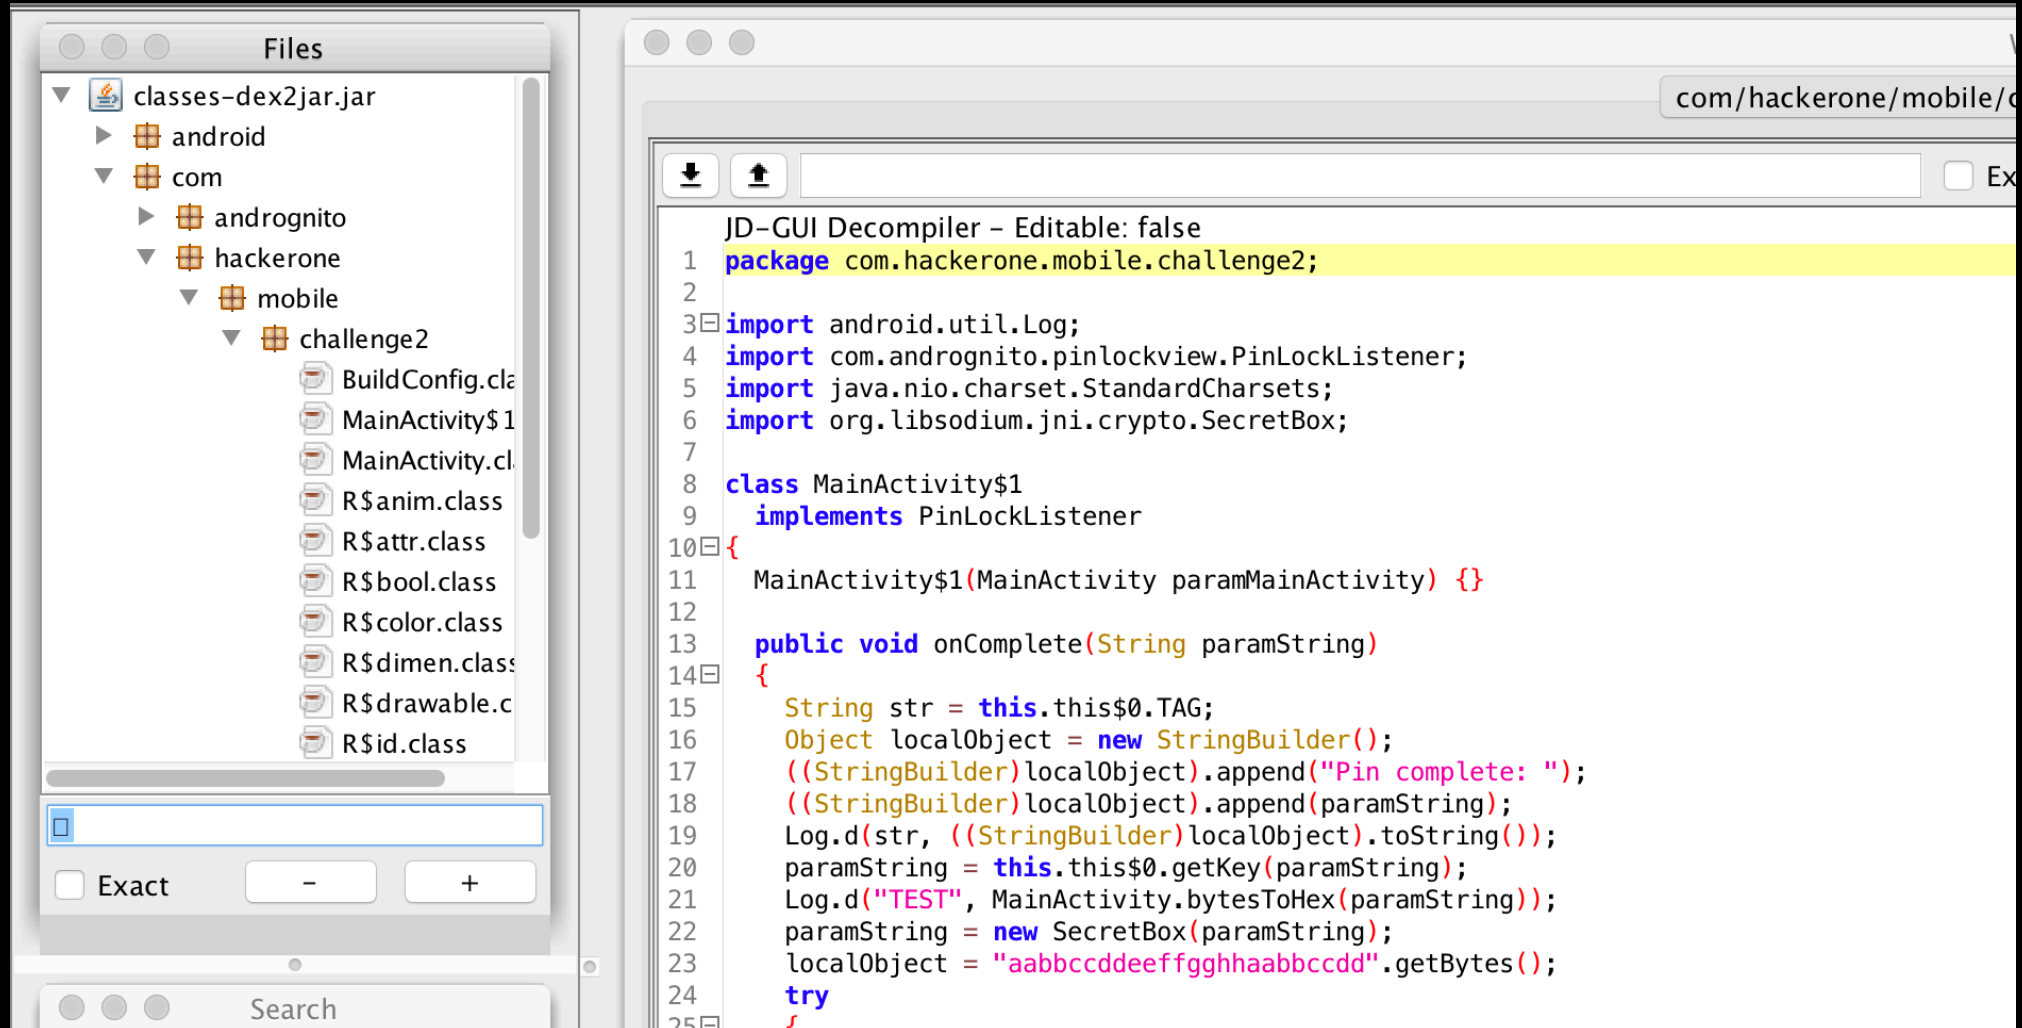 Files
classes-dex2jar.jar
android
com
andrognito
hackerone
mobile
challenge2
BuildConfig.cla
MainActivity$1
MainActivity.cl
R$anim.class
R$attr.class
R$bool.class
R$color.class
R$dimen.class
R$drawable.c
R$id.class
Exact
-
+
Search
com/hackerone/mobile/c
Ex
JD-GUI Decompiler - Editable: false
1 package com.hackerone.mobile.challenge2;
2
3 import android.util.Log;
4 import com.andrognito.pinlockview.PinLockListener;
5 import java.nio.charset.StandardCharsets;
6 import org.libsodium.jni.crypto.SecretBox;
7
8 class MainActivity$1
9 implements PinLockListener
10 {
11 MainActivity$1(MainActivity paramMainActivity) {}
12
13 public void onComplete(String paramString)
14 {
15 String str = this.this$0.TAG;
16 Object localObject = new StringBuilder();
17 ((StringBuilder)localObject).append("Pin complete: ");
18 ((StringBuilder)localObject).append(paramString);
19 Log.d(str, ((StringBuilder)localObject).toString());
20 paramString = this.this$0.getKey(paramString);
21 Log.d("TEST", MainActivity.bytesToHex(paramString));
22 paramString = new SecretBox(paramString);
23 localObject = "aabbccddeeffgghhaabbccdd".getBytes();
24 try
25 {